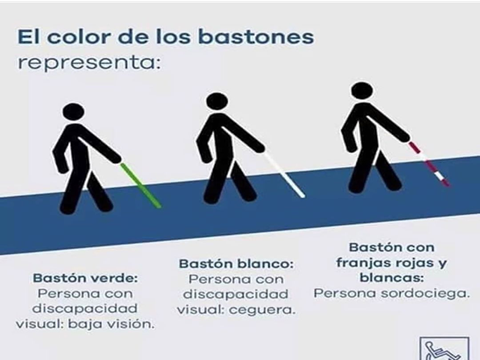 El color de los bastones
representa:
Bastón verde:
Persona con
discapacidad
visual: baja visión.
Bastón blanco:
Persona con
discapacidad
visual: ceguera.
Bastón con
franjas rojas y
blancas:
Persona sordociega.